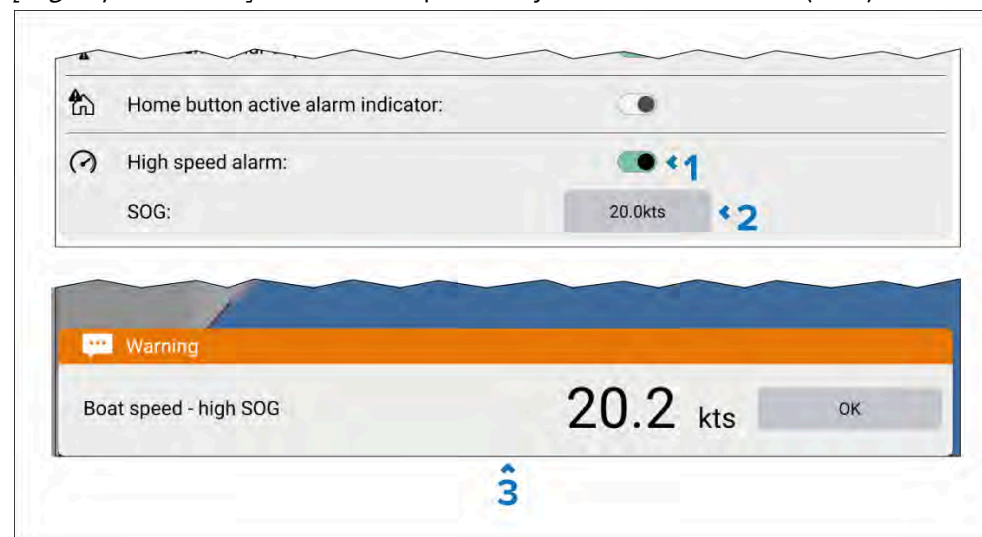 Home button active alarm indicator:
High speed alarm:
1
SOG:
20.0kts
2
Warning
Boat speed - high SOG
20.2 kts
OK
3